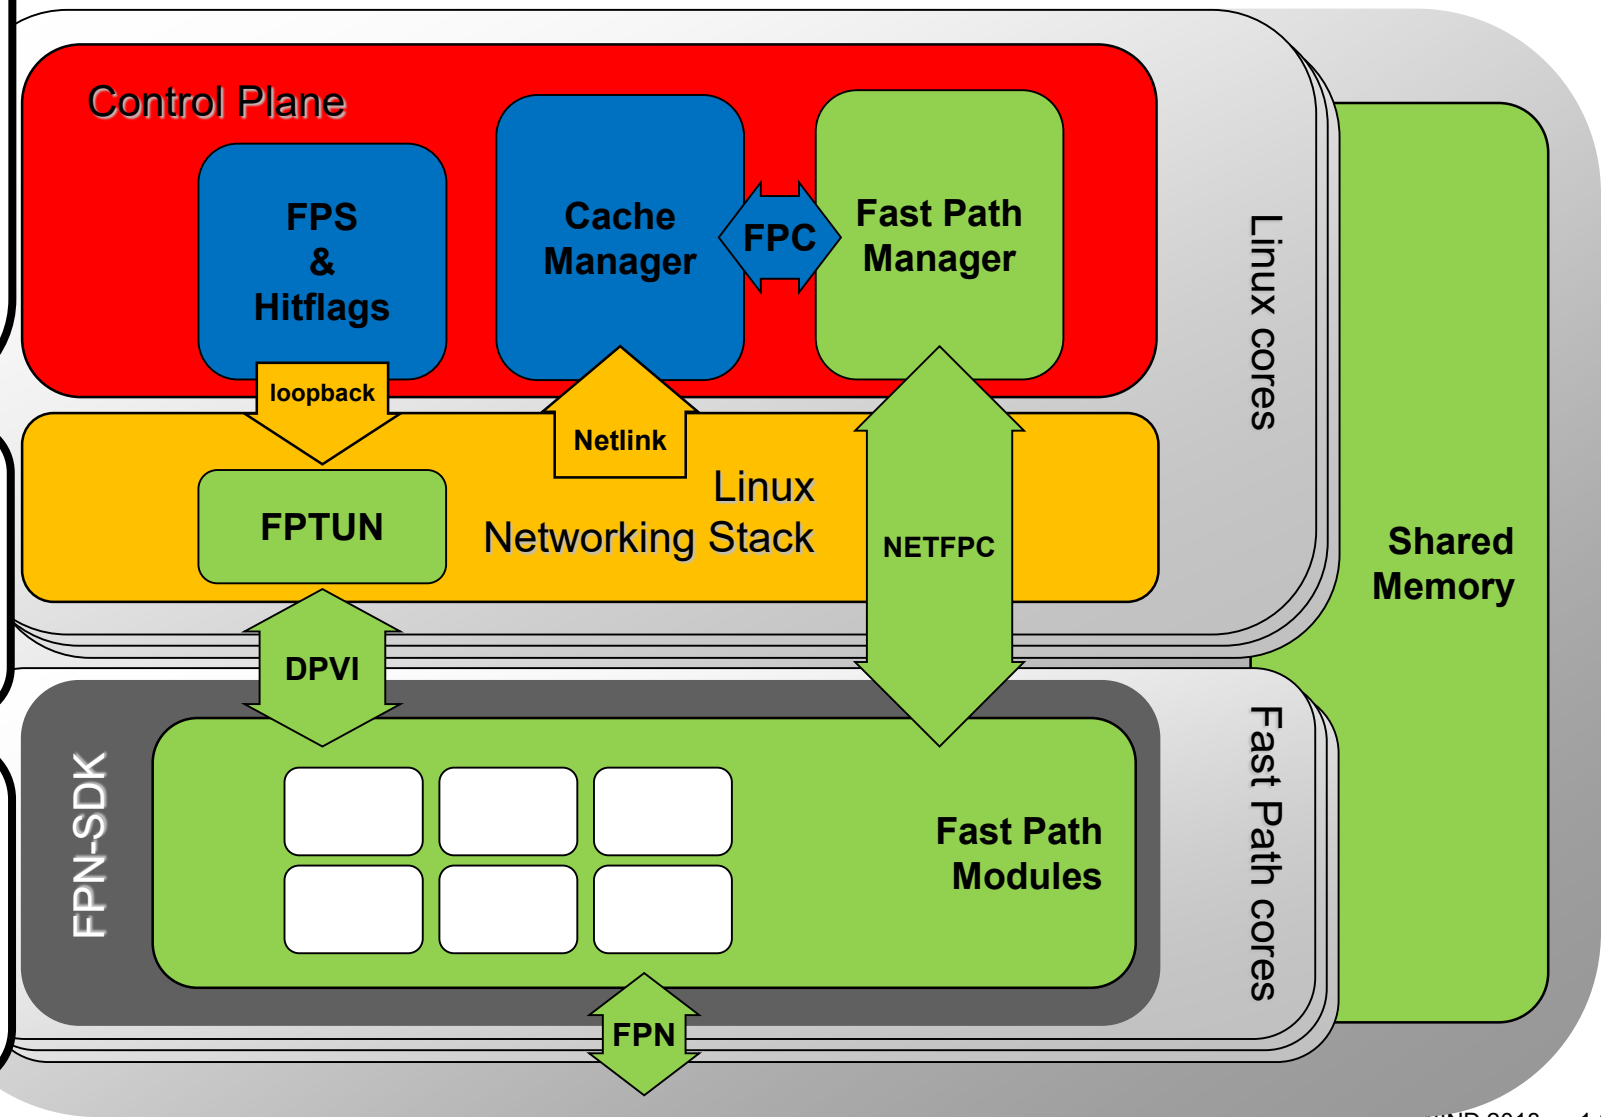 Control Plane
FPS
&
Hitflags
Cache
Manager
FPC
Fast Path
Manager
Linux cores
loopback
Netlink
Linux
Networking Stack
FPTUN
NETFPC
Shared
Memory
DPVI
FPN-SDK
Fast Path
Modules
Fast Path cores
FPN